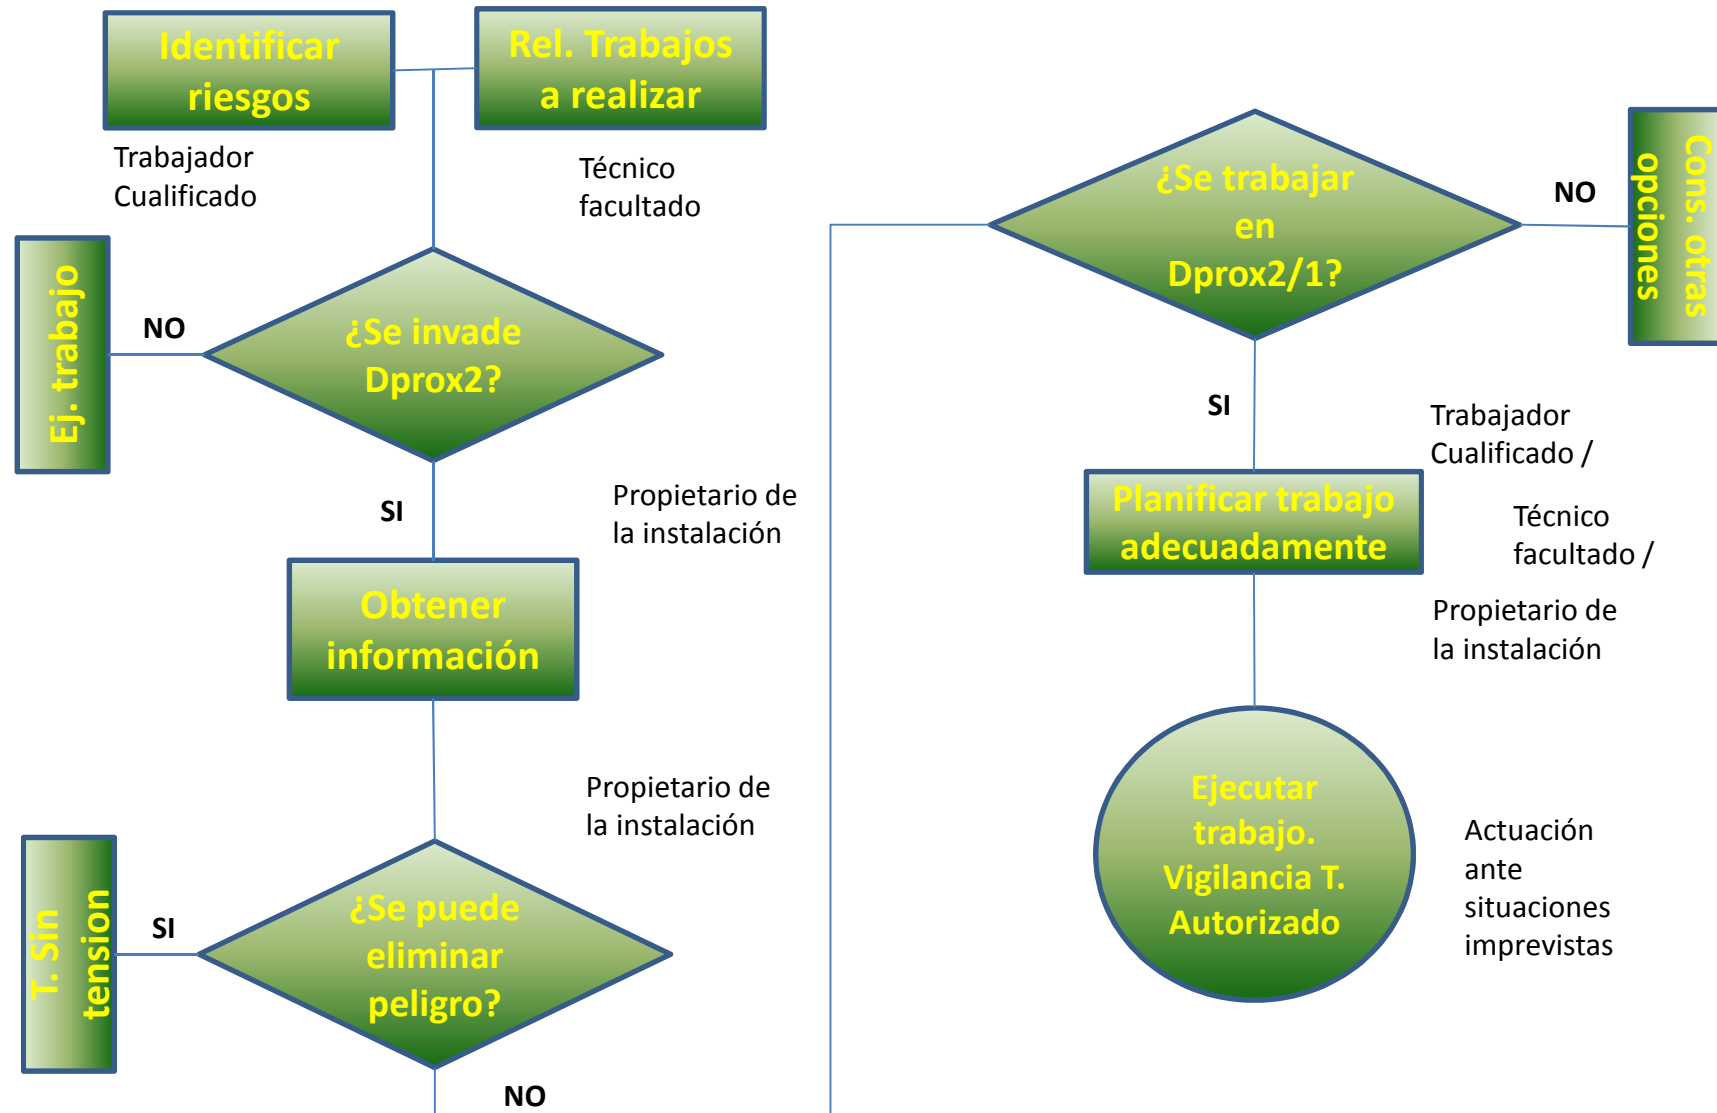 Identificar
riesgos
Rel. Trabajos
a realizar
Trabajador
Cualificado
Técnico
facultado
Ej. trabajo
NO
¿Se invade
Dprox2?
SI
Propietario de
la instalación
Obtener
información
Propietario de
la instalación
T. Sin
tension
SI
¿Se puede
eliminar
peligro?
NO
¿Se trabajar
en
Dprox2/1?
NO
Cons. otras
opciones
SI
Trabajador
Cualificado /
Planificar trabajo
adecuadamente
Técnico
facultado /
Propietario de
la instalación
Ejecutar
trabajo.
Vigilancia T.
Autorizado
Actuación
ante
situaciones
imprevistas